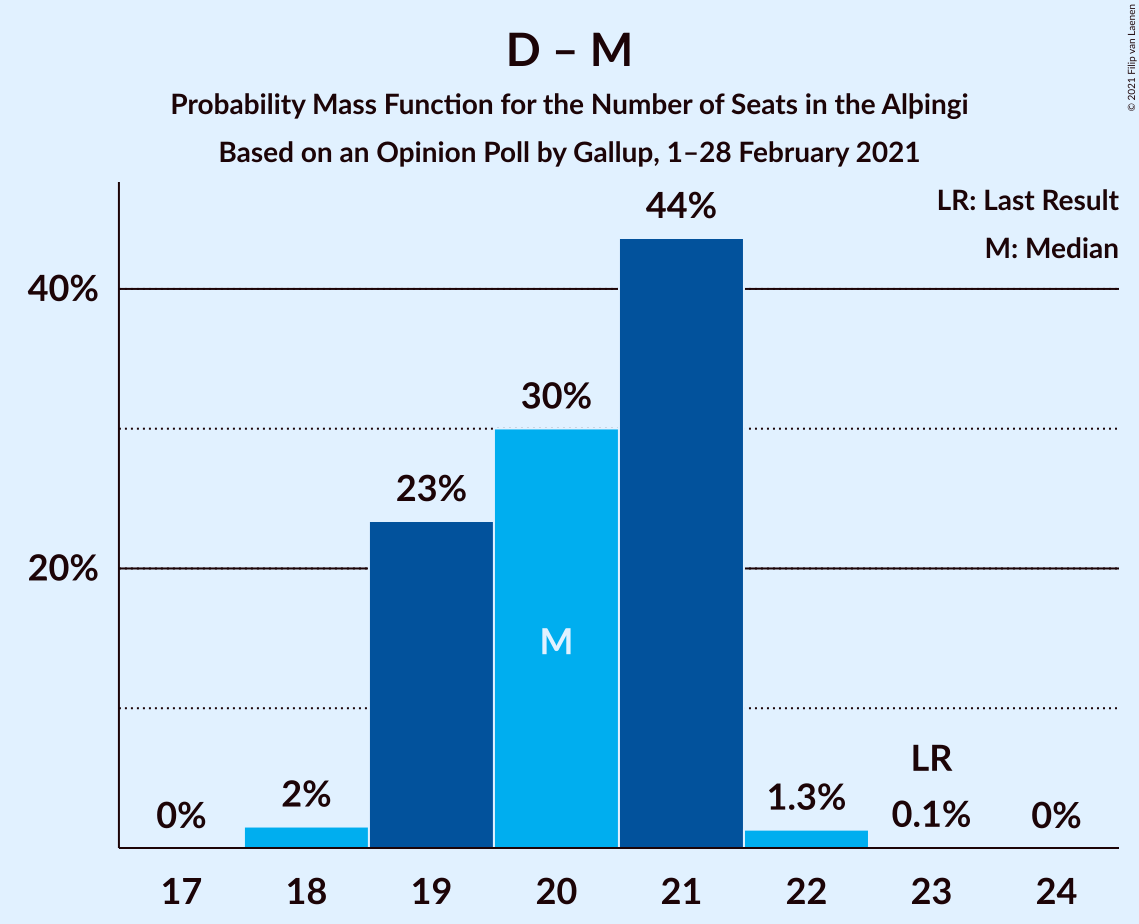 D – M
Probability Mass Function for the Number of Seats in the Alþingi
Based on an Opinion Poll by Gallup, 1–28 February 2021
© 2021 Filip van Laenen
LR: Last Result
M: Median
44%
40%
30%
23%
20%
M
LR
0%
2%
1.3%
0.1%
0%
17
18
19
20
21
22
23
24